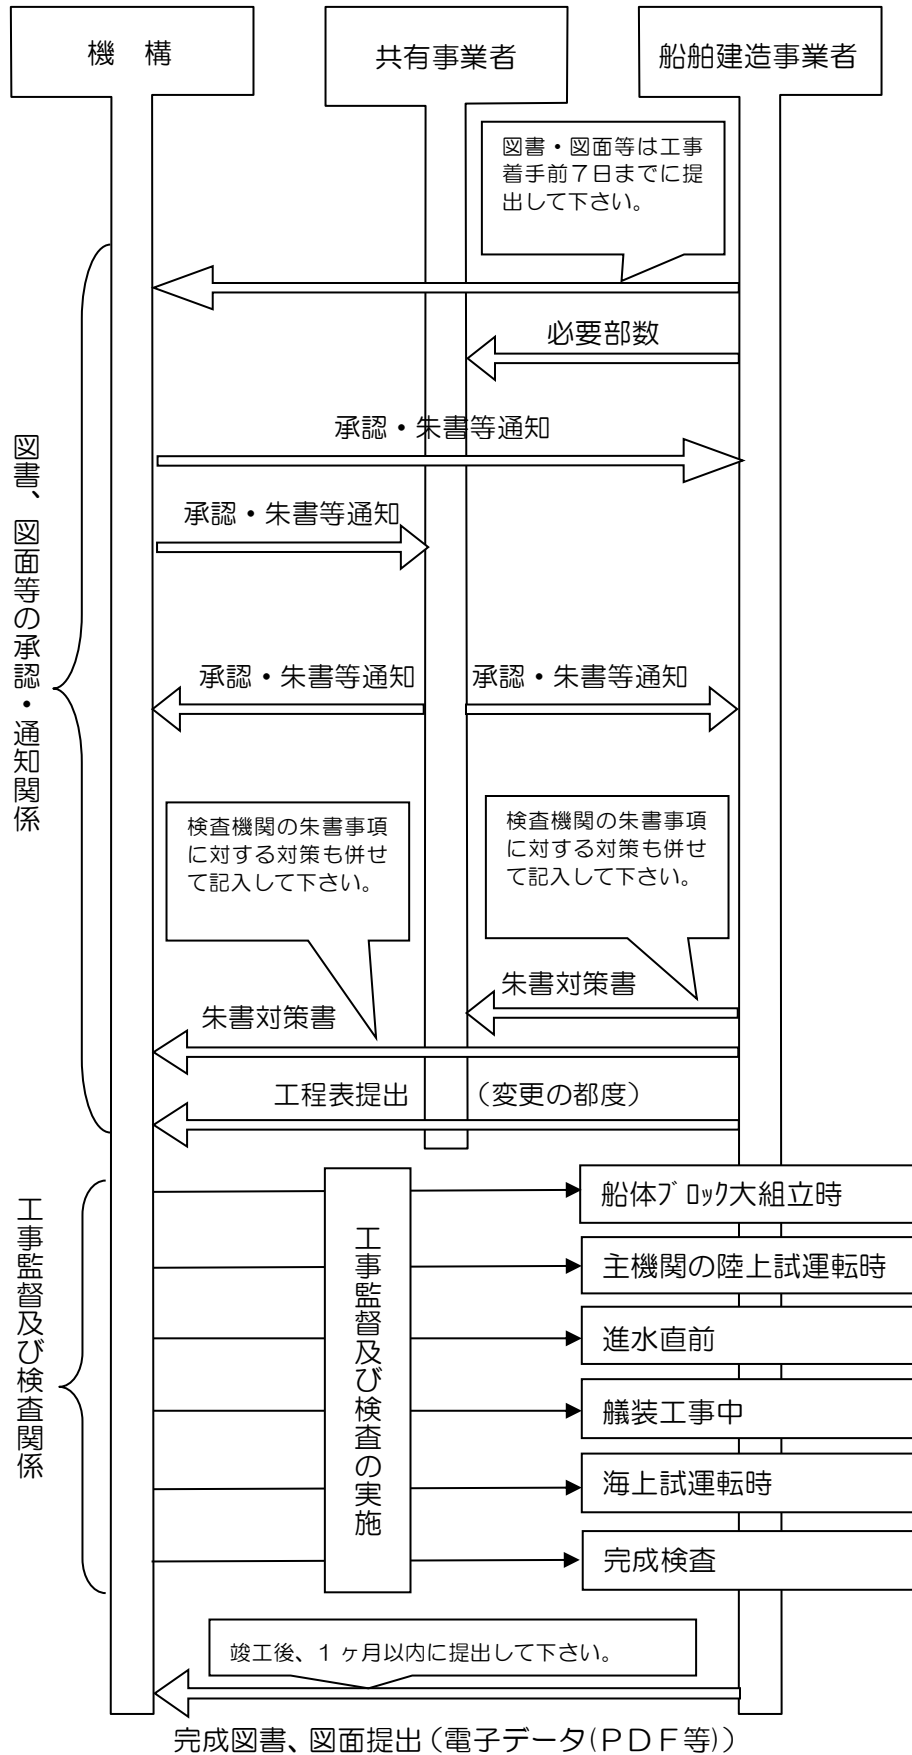 機　構
共有事業者
船舶建造事業者
図書・図面等は工事
着手前７日までに提
出して下さい。
必要部数
承認・朱書等通知
承認・朱書等通知
図書、図面等の承認・通知関係
承認・朱書等通知
承認・朱書等通知
検査機関の朱書事項
に対する対策も併せ
て記入して下さい。
検査機関の朱書事項
に対する対策も併せ
て記入して下さい。
朱書対策書
朱書対策書
工程表提出　　（変更の都度）
工事監督及び検査関係
工事監督及び検査の実施
船体ﾌﾞﾛｯｸ大組立時
主機関の陸上試運転時
進水直前
艤装工事中
海上試運転時
完成検査
竣工後、１ヶ月以内に提出して下さい。
完成図書、図面提出（電子データ(ＰＤＦ等)）